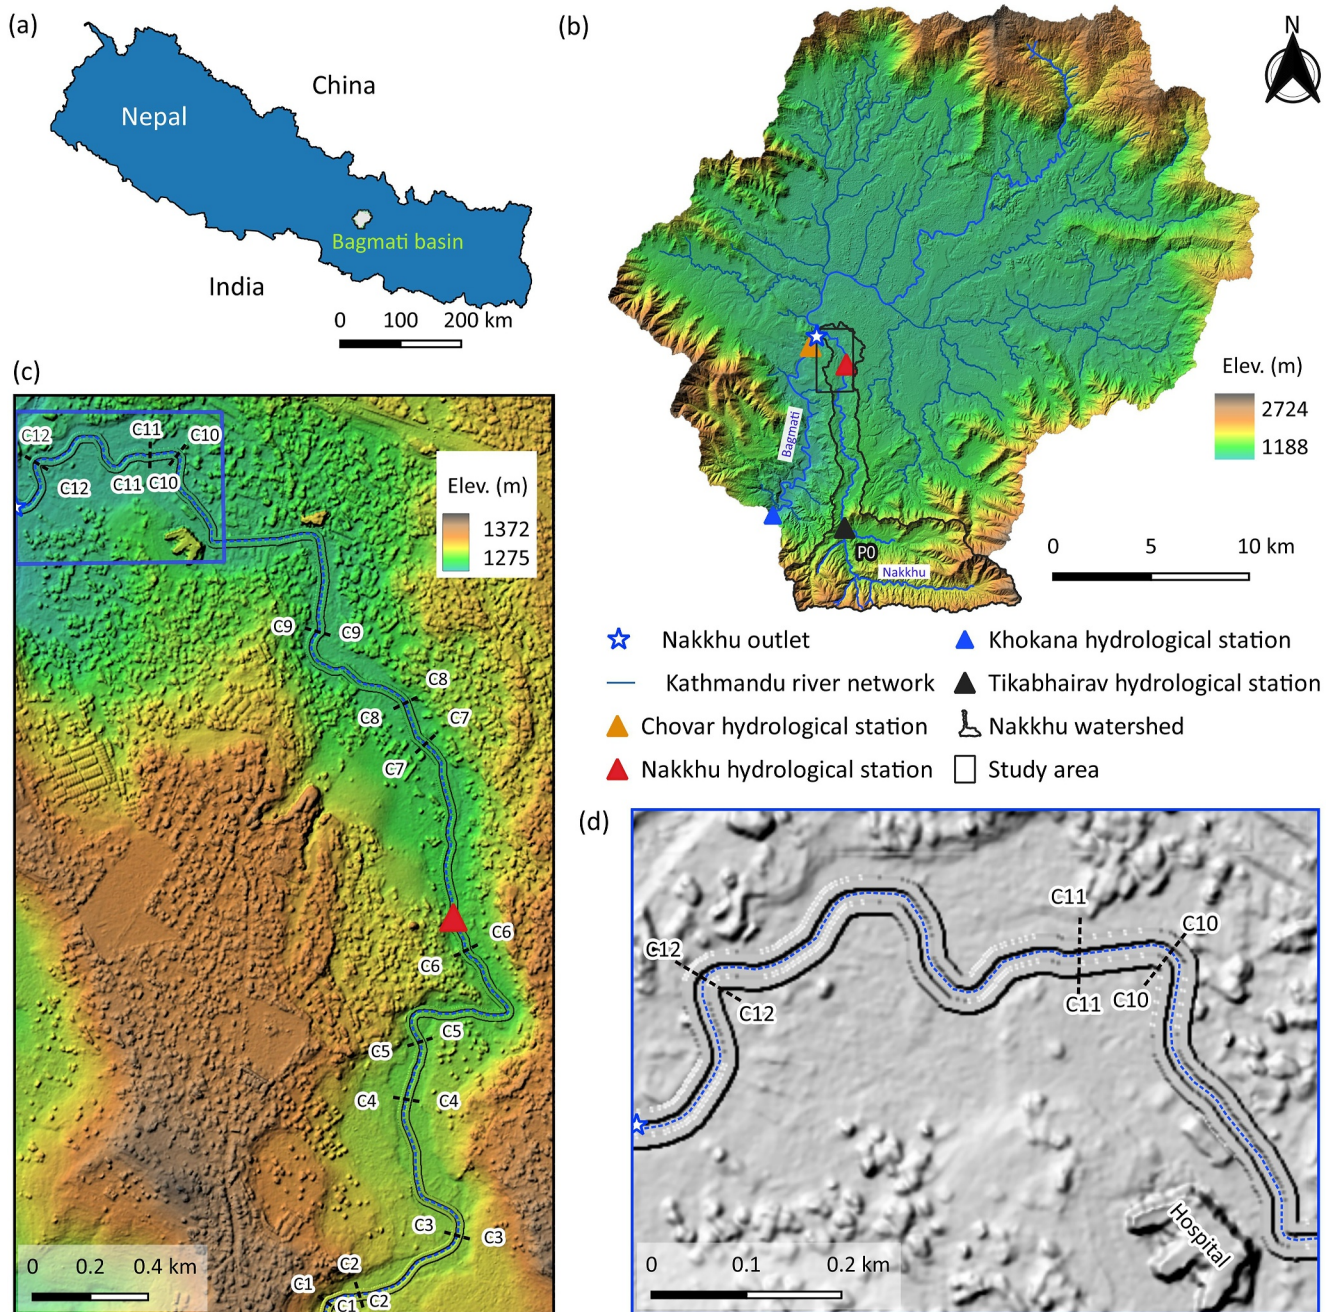 (a)
China
Nepal
Bagmati basin
India
0 100 200 km
(b)
N
Elev. (m)
2724
1188
Bagmati
P0
Nakkhu
0 5 10 km
Nakkhu outlet
Khokana hydrological station
Kathmandu river network
Tikabhairav hydrological station
Chovar hydrological station
Nakkhu watershed
Nakkhu hydrological station
Study area
(c)
C12
C11
C10
C12
C11
C10
Elev. (m)
1372
1275
C9
C9
C8
C8
C7
C7
C6
C6
C5
C5
C4
C4
C3
C3
C2
C1
C1
C2
0 0.2 0.4 km
(d)
C11
C10
C12
C11
C10
C12
Hospital
0 0.1 0.2 km